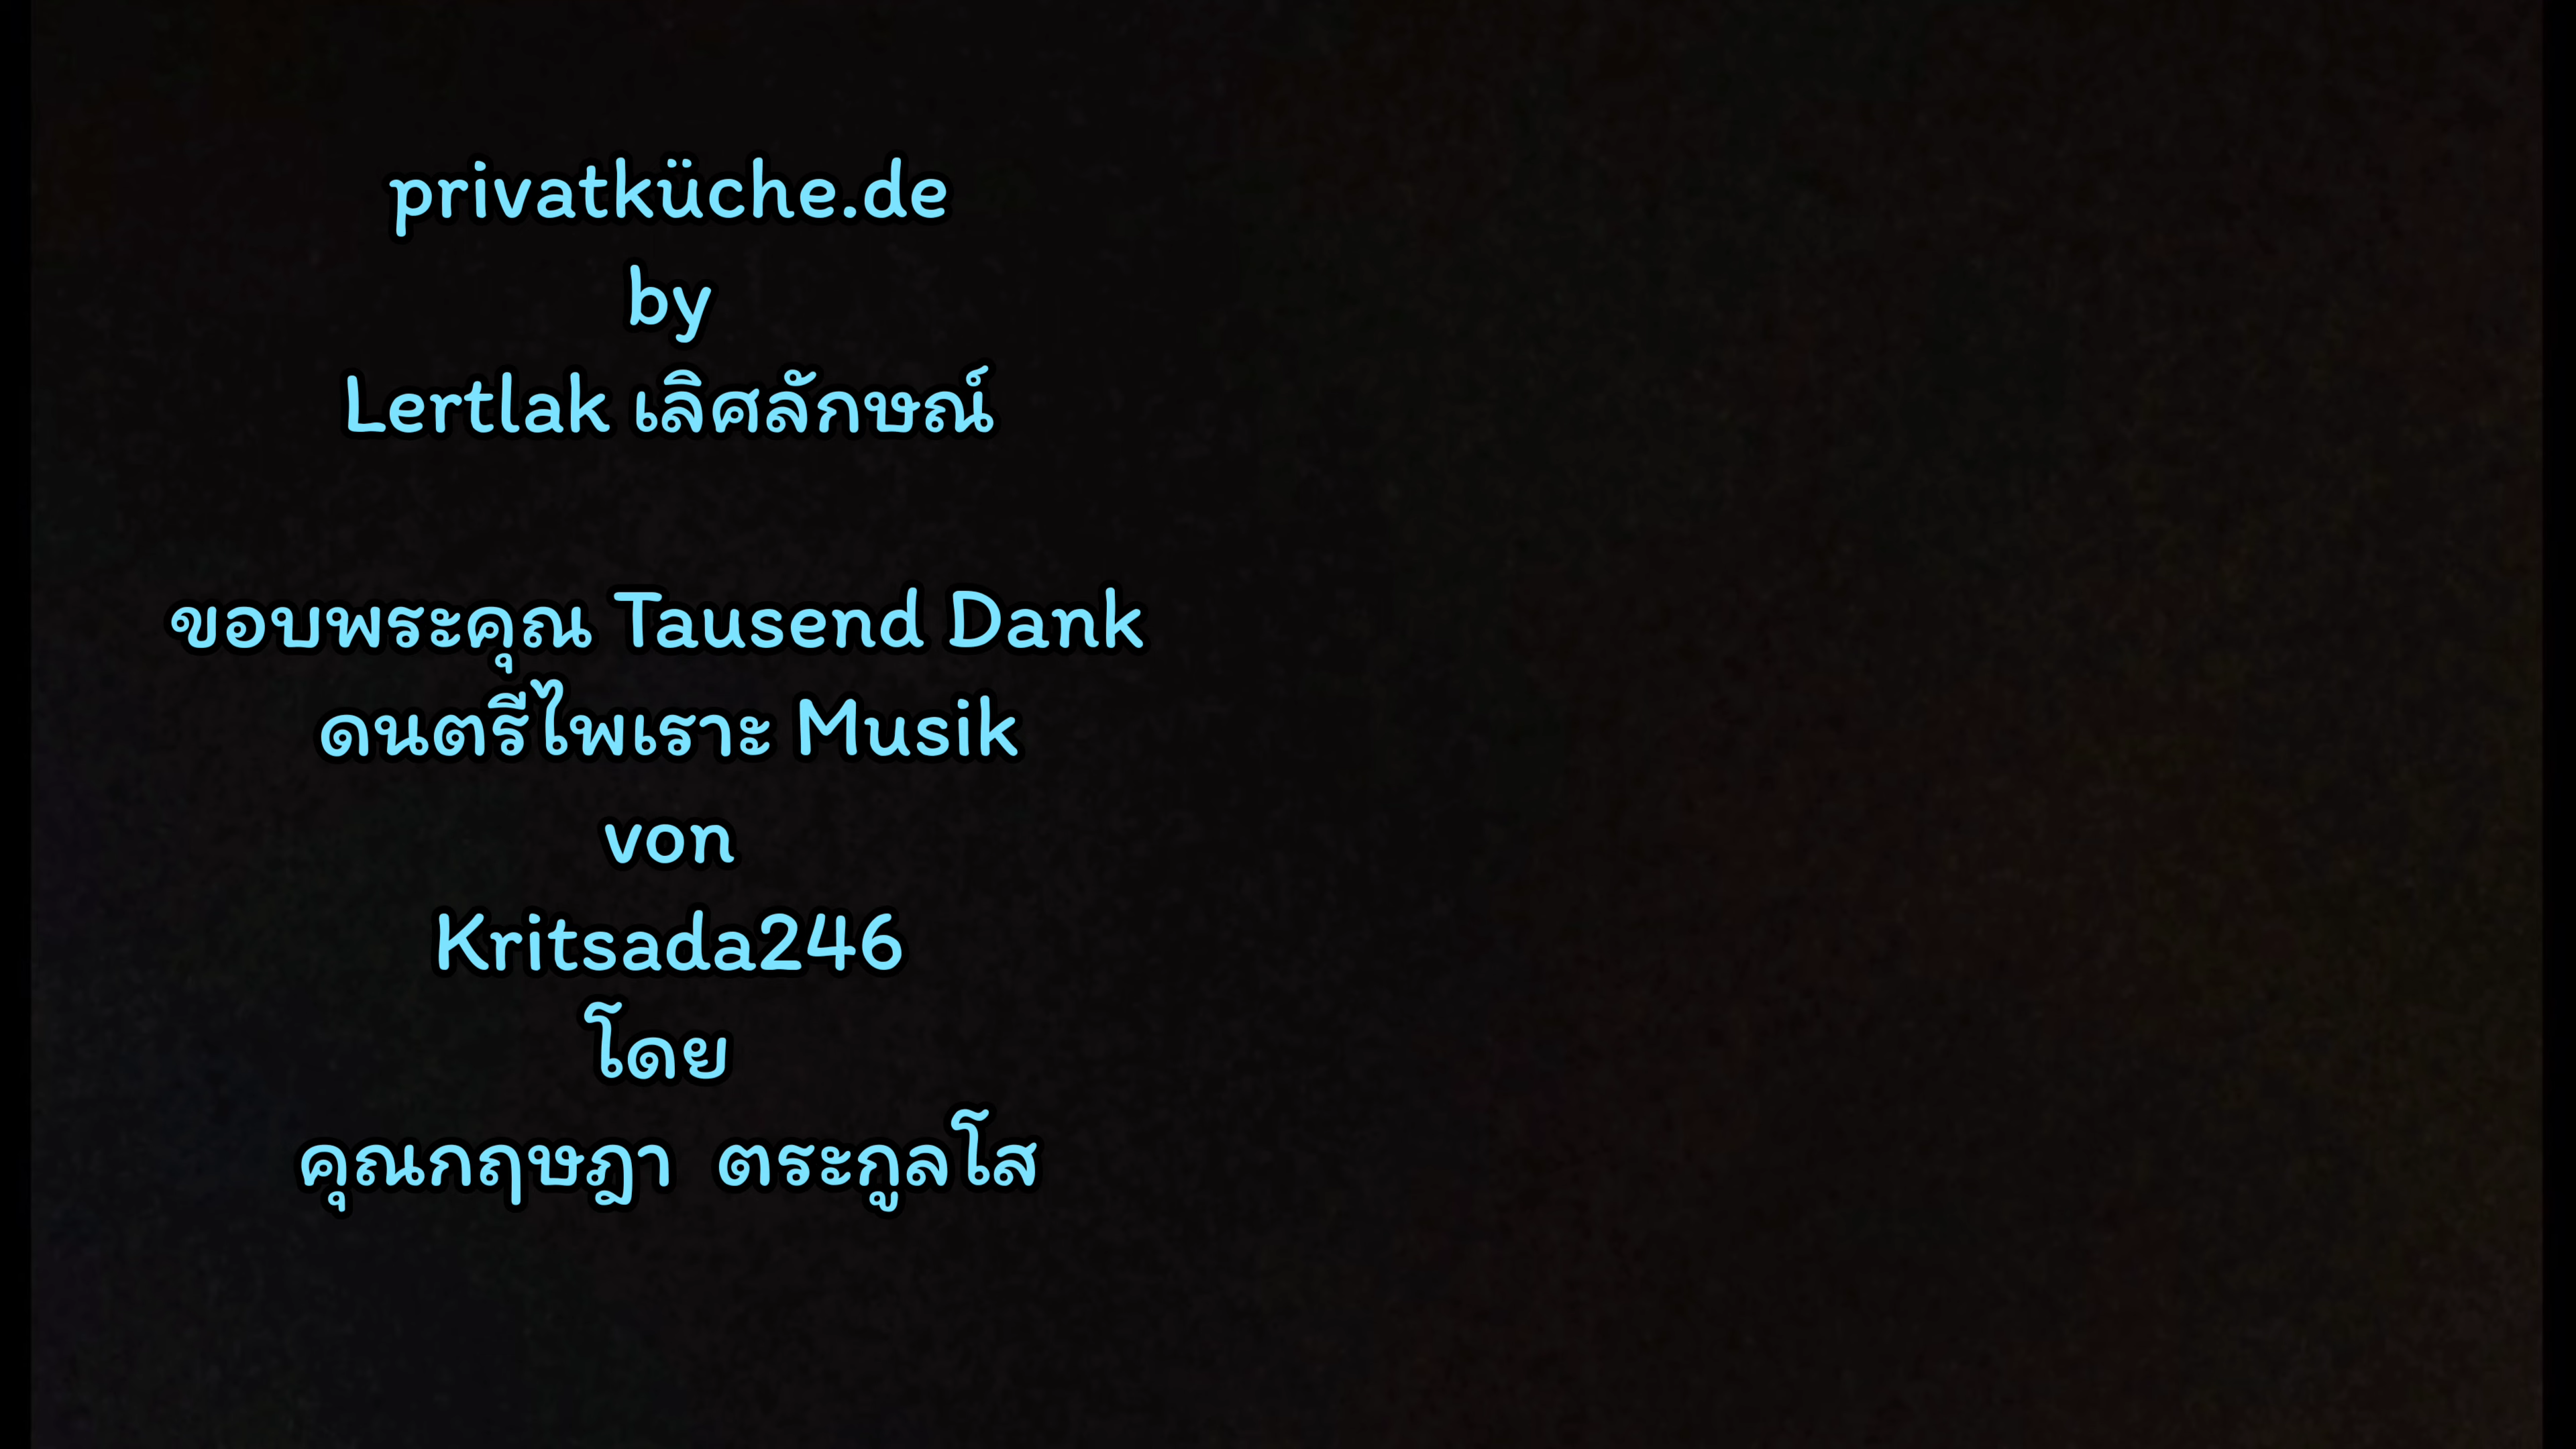 privatküche.de
by
Lertlak เลิศลักษณ์
ขอบพระคุณ Tausend Dank
ดนตรีไพเราะ Musik
von
Kritsada246
โดย
คุณกฤษฎา ตระกูลโส